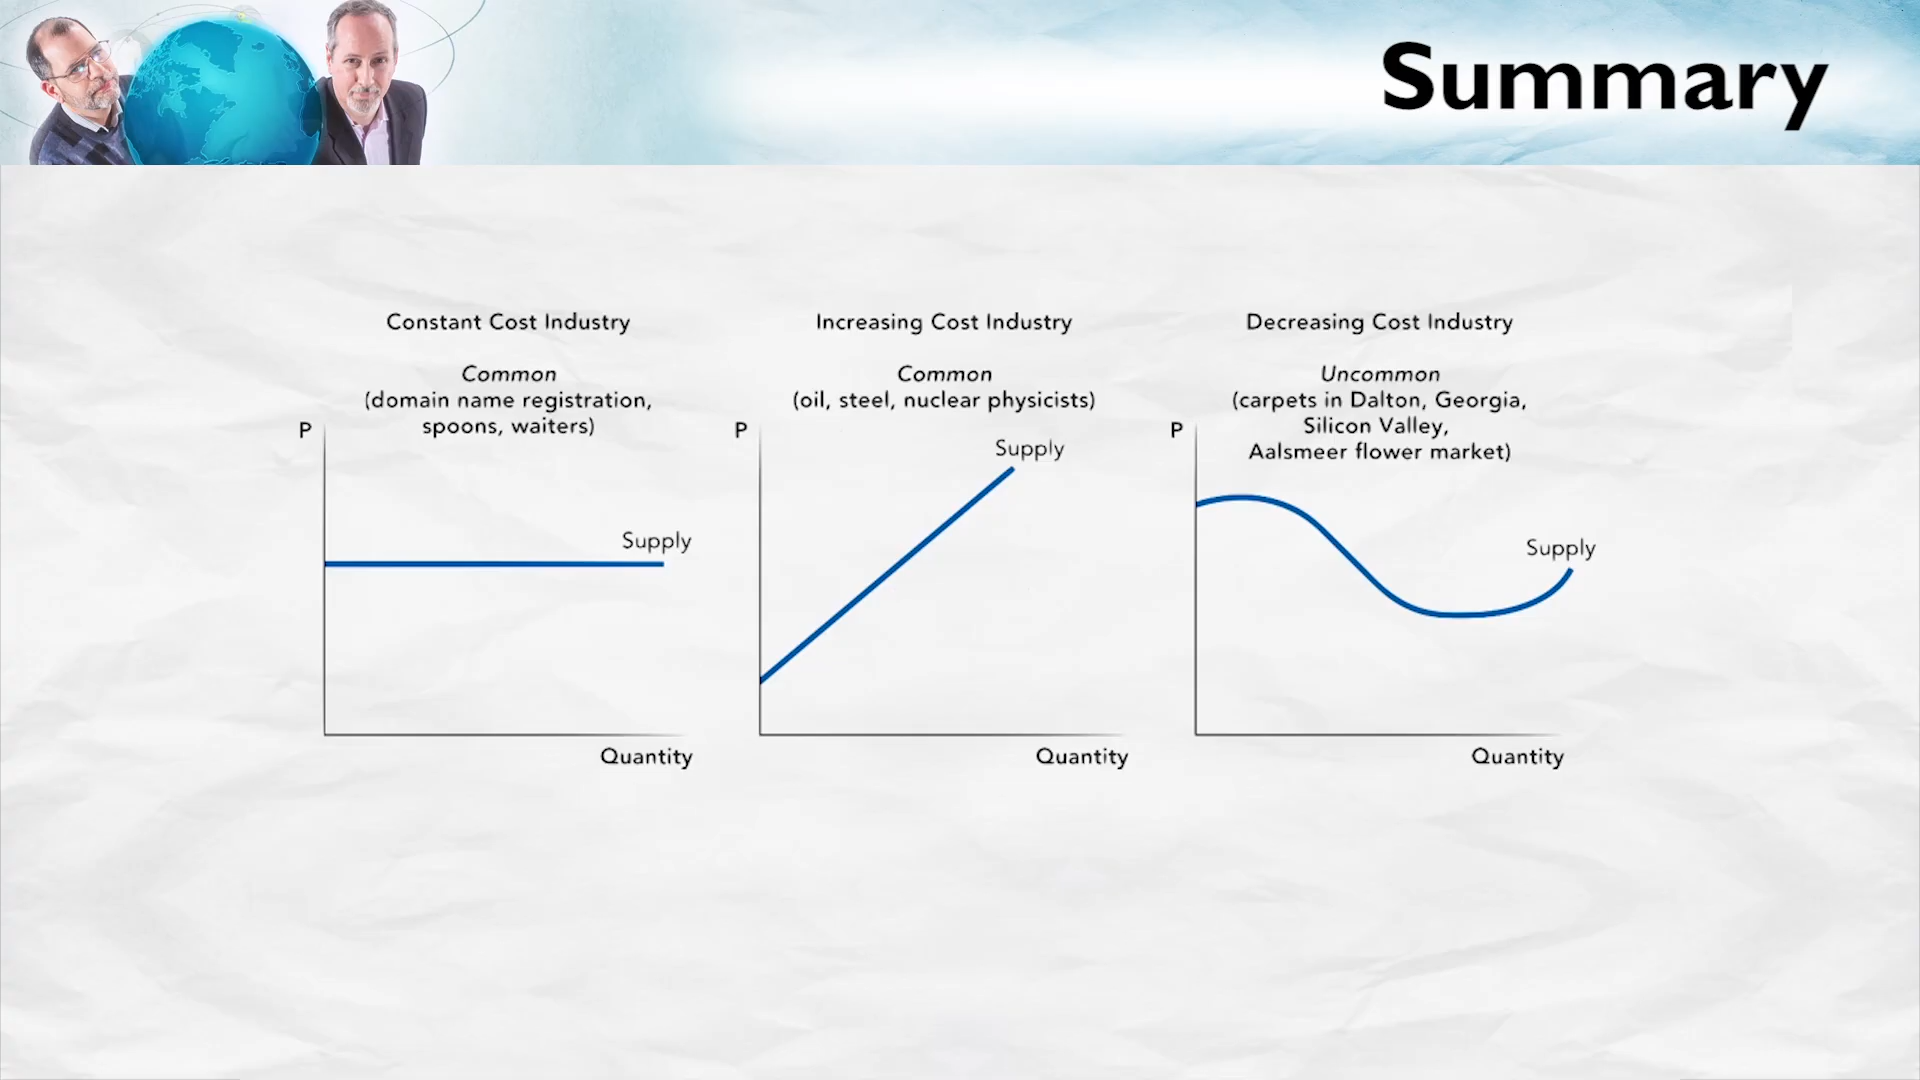 Summary
Constant Cost Industry
Common
(domain name registration,
spoons, waiters)
P
Supply
Quantity
Increasing Cost Industry
Common
(oil, steel, nuclear physicists)
P
Supply
Quantity
Decreasing Cost Industry
Uncommon
(carpets in Dalton, Georgia,
Silicon Valley,
Aalsmeer flower market)
P
Supply
Quantity